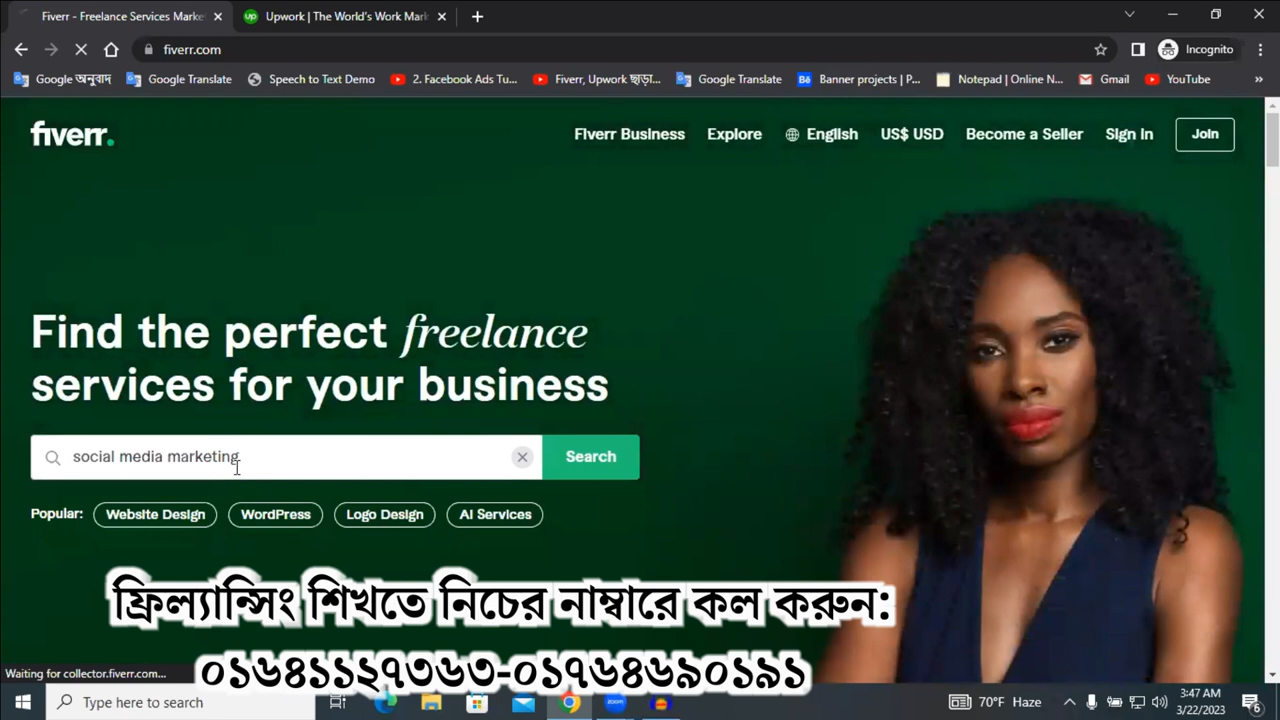 Fiverr - Freelance Services Marke
Upwork | The World's Work Mark
fiverr.com
Incognito
Google অনুবাদ
Google Translate
Speech to Text Demo
2. Facebook Ads Tu...
Fiverr, Upwork ছাড়া...
Google Translate
Banner projects | P...
Notepad | Online N...
Gmail
YouTube
fiverr.
Fiverr Business
Explore
English
US$ USD
Become a Seller
Sign in
Join
Find the perfect freelance
services for your business
social media marketing
Search
Popular:
Website Design
WordPress
Logo Design
AI Services
ফ্রিল্যান্সিং শিখতে নিচের নাম্বারে কল করুন:
০১৬৪১১২৭৩৬৩-০১৭৬৪৬৯০১৯১
Waiting for collector.fiverr.com...
Type here to search
zoom
70°F Haze
3:47 AM
3/22/2023
6